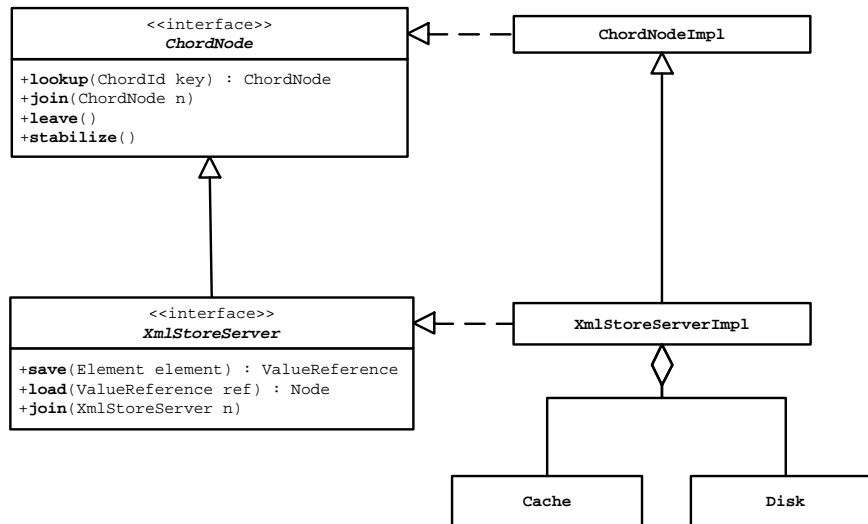 <<interface>>
ChordNode
+lookup(ChordId key) : ChordNode
+join(ChordNode n)
+leave()
+stabilize()
ChordNodeImpl
<<interface>>
XmlStoreServer
+save(Element element) : ValueReference
+load(ValueReference ref) : Node
+join(XmlStoreServer n)
XmlStoreServerImpl
Cache
Disk